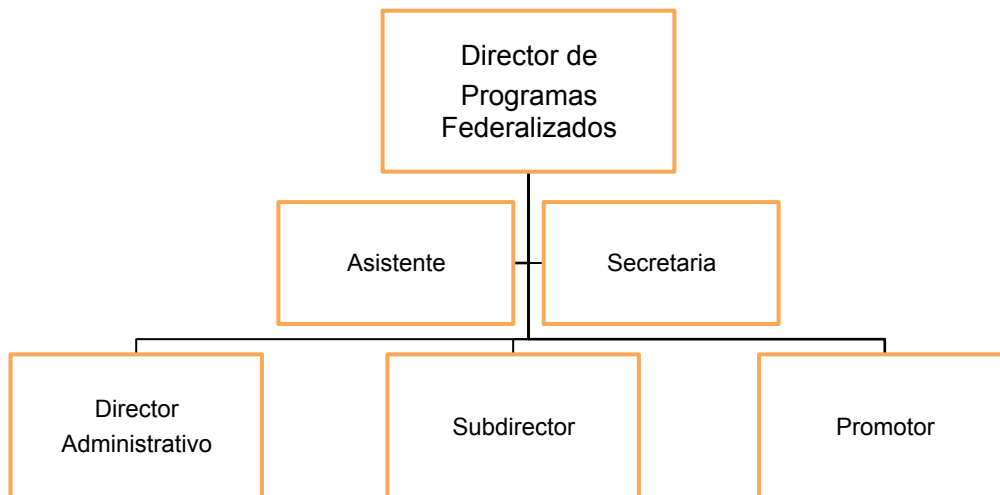 Director de
Programas
Federalizados
Asistente
Secretaria
Director
Administrativo
Subdirector
Promotor